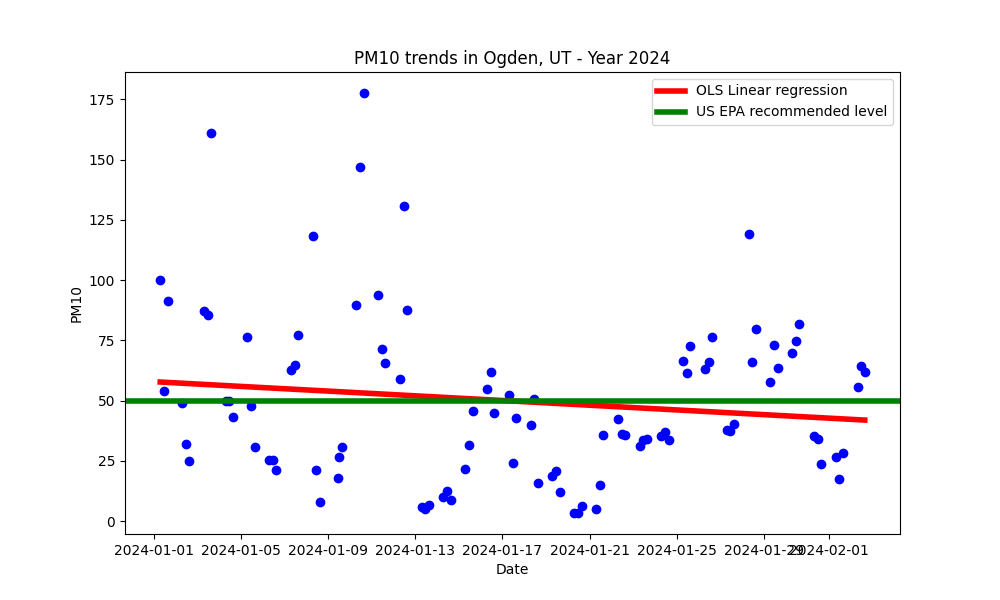 PM10 trends in Ogden, UT - Year 2024
OLS Linear regression
US EPA recommended level
175
150
125
100
75
50
25
0
PM10
2024-01-01 2024-01-05 2024-01-09 2024-01-13 2024-01-17 2024-01-21 2024-01-25 2024-01-29 2024-02-01
Date